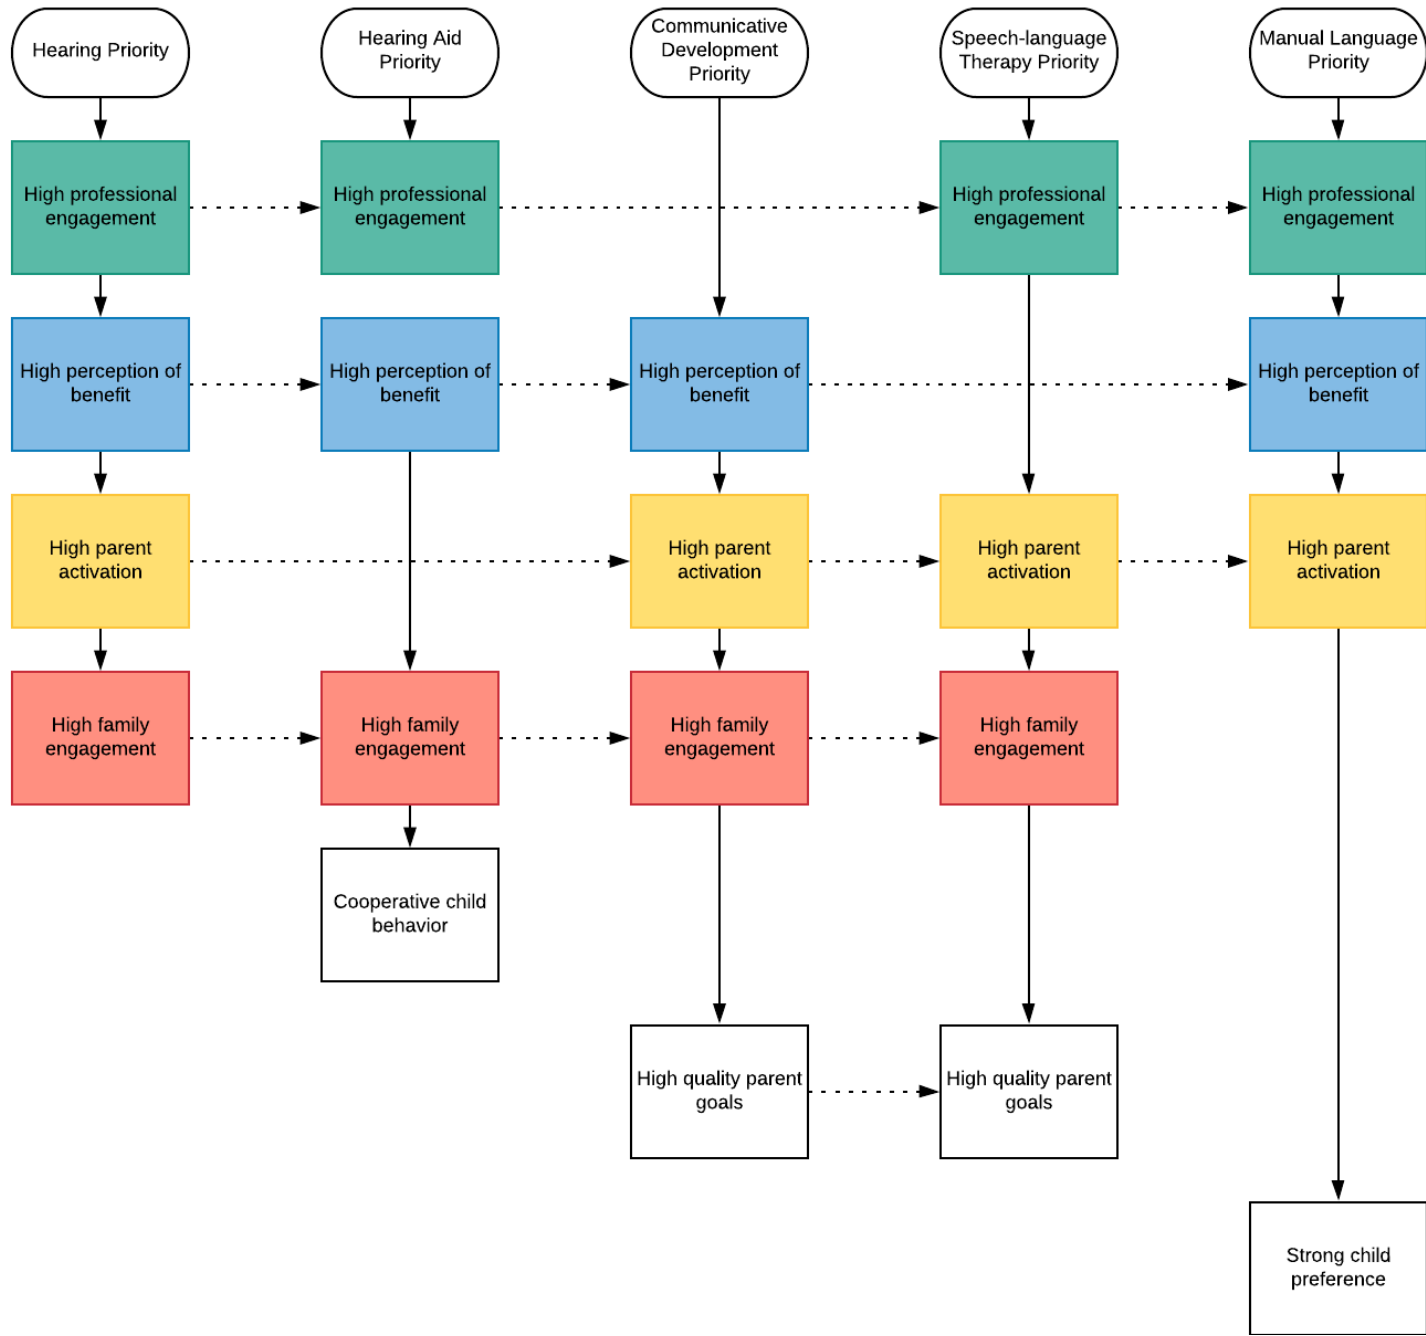 Hearing Priority
Hearing Aid
Priority
Communicative
Development
Priority
Speech-language
Therapy Priority
Manual Language
Priority
High professional
engagement
High professional
engagement
High professional
engagement
High professional
engagement
High perception of
benefit
High perception of
benefit
High perception of
benefit
High perception of
benefit
High parent
activation
High parent
activation
High parent
activation
High parent
activation
High family
engagement
High family
engagement
High family
engagement
High family
engagement
Cooperative child
behavior
High quality parent
goals
High quality parent
goals
Strong child
preference